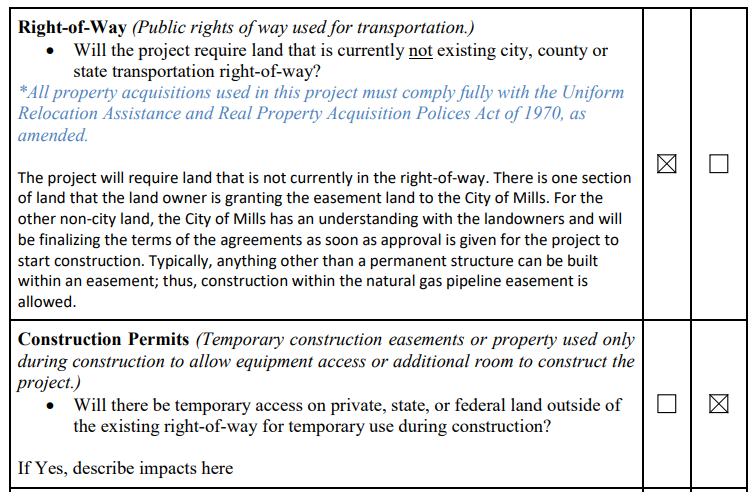 Right-of-Way (Public rights of way used for transportation.)
• Will the project require land that is currently not existing city, county or
state transportation right-of-way?
*All property acquisitions used in this project must comply fully with the Uniform
Relocation Assistance and Real Property Acquisition Polices Act of 1970, as
amended.
The project will require land that is not currently in the right-of-way. There is one section
of land that the land owner is granting the easement land to the City of Mills. For the
other non-city land, the City of Mills has an understanding with the landowners and will
be finalizing the terms of the agreements as soon as approval is given for the project to
start construction. Typically, anything other than a permanent structure can be built
within an easement; thus, construction within the natural gas pipeline easement is
allowed.
☒ ☐
Construction Permits (Temporary construction easements or property used only
during construction to allow equipment access or additional room to construct the
project.)
• Will there be temporary access on private, state, or federal land outside of
the existing right-of-way for temporary use during construction?
If Yes, describe impacts here
☐ ☒